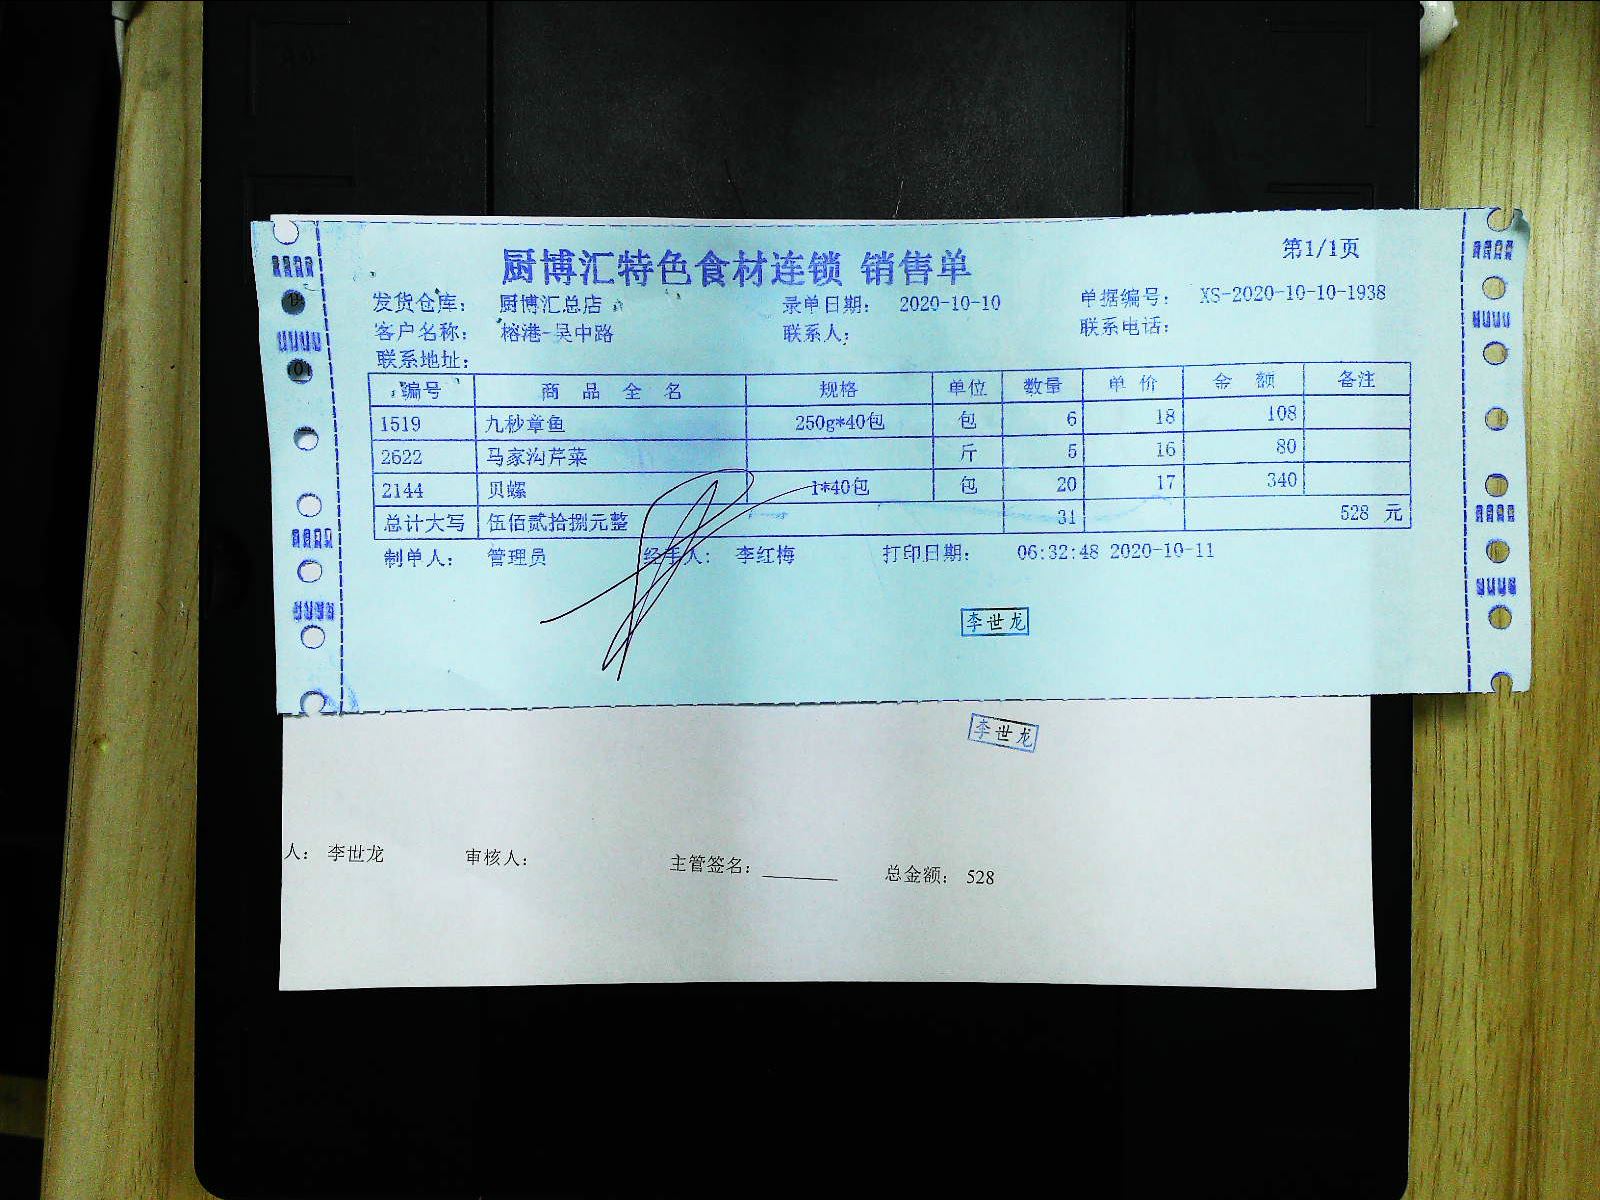 厨博汇特色食材连锁 销售单
第1/1页
发货仓库: 厨博汇总店 录单日期: 2020-10-10 单据编号: XS-2020-10-10-1938
客户名称: 榕港-吴中路 联系人: 联系电话:
联系地址:
编号 商品全名 规格 单位 数量 单价 金额 备注
1519 九秒章鱼 250g*40包 包 6 18 108
2622 马家沟芹菜 斤 5 16 80
2144 贝螺 1*40包 包 20 17 340
总计大写 伍佰贰拾捌元整 31 528 元
制单人: 管理员 经手人: 李红梅 打印日期: 06:32:48 2020-10-11
李世龙
李世龙
人: 李世龙 审核人: 主管签名: 总金额: 528